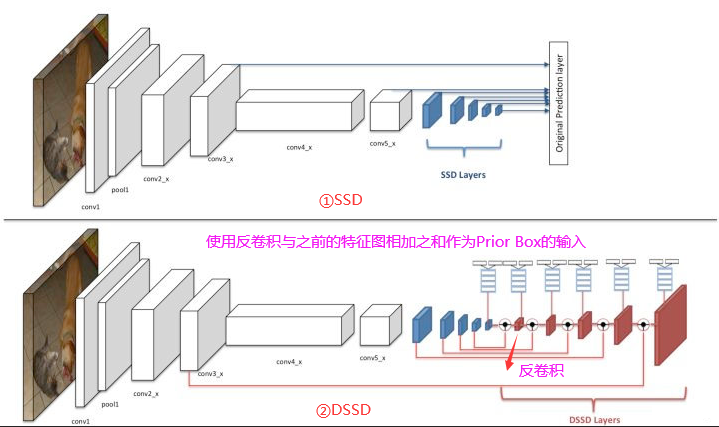 Original Prediction layer
conv1
pool1
conv2_x
conv3_x
conv4_x
conv5_x
SSD Layers
①SSD
使用反卷积与之前的特征图相加之和作为Prior Box的输入
conv1
pool1
conv2_x
conv3_x
conv4_x
conv5_x
反卷积
②DSSD
DSSD Layers